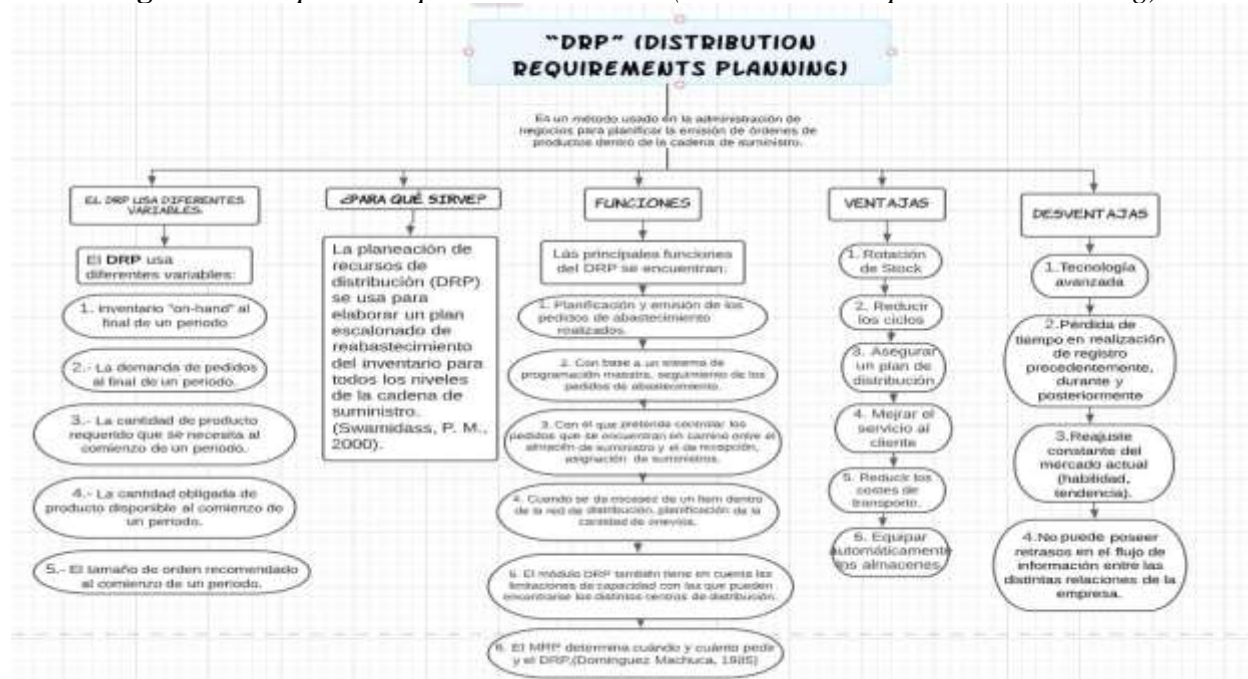 "DRP" (DISTRIBUTION
REQUIREMENTS PLANNING)
Es un método usado en la administración de
negocios para planificar la emisión de órdenes de
productos dentro de la cadena de suministro.
EL DRP USA DIFERENTES
VARIABLES.
El DRP usa
diferentes variables:
1. Inventario "on-hand" al
final de un periodo
2.- La demanda de pedidos
al final de un periodo.
3.- La cantidad de producto
requerido que se necesita al
comienzo de un periodo.
4.- La cantidad obligada de
producto disponible al comienzo de
un periodo.
5.- El tamaño de orden recomendado
al comienzo de un periodo.
¿PARA QUÉ SIRVE?
La planeación de
recursos de
distribución (DRP)
se usa para
elaborar un plan
escalonado de
reabastecimiento
del inventario para
todos los niveles
de la cadena de
suministro.
(Swamidass, P. M.,
2000).
FUNCIONES
Las principales funciones
del DRP se encuentran:
1. Planificación y emisión de los
pedidos de abastecimiento
realizados.
2. Con base a un sistema de
programación maestra, seguimiento de los
pedidos de abastecimiento.
3. Con el que pretende controlar los
pedidos que se encuentran en camino entre el
almacén de suministro y el de recepción,
asignación de suministros.
4. Cuando se da escasez de un ítem dentro
de la red de distribución, planificación de la
cantidad de
5. El módulo DRP también tiene en cuenta las
limitaciones de capacidad con las que pueden
encontrarse los distintos centros de distribución.
6. El MRP determina cuándo y cuánto pedir
y el DRP.(Domínguez Machuca, 1985)
VENTAJAS
1. Rotación
de Stock
2. Reducir
los ciclos
3. Asegurar
un plan de
distribución
4. Mejrar el
servicio al
cliente
5. Reducir los
costes de
transporte.
6. Equipar
automáticamente
los almacenes.
DESVENTAJAS
1.Tecnología
avanzada
2.Pérdida de
tiempo en realización
de registro
precedentemente,
durante y
posteriormente
3.Reajuste
constante del
mercado actual
(habilidad,
tendencia).
4.No puede poseer
retrasos en el flujo de
información entre las
distintas relaciones de la
empresa.